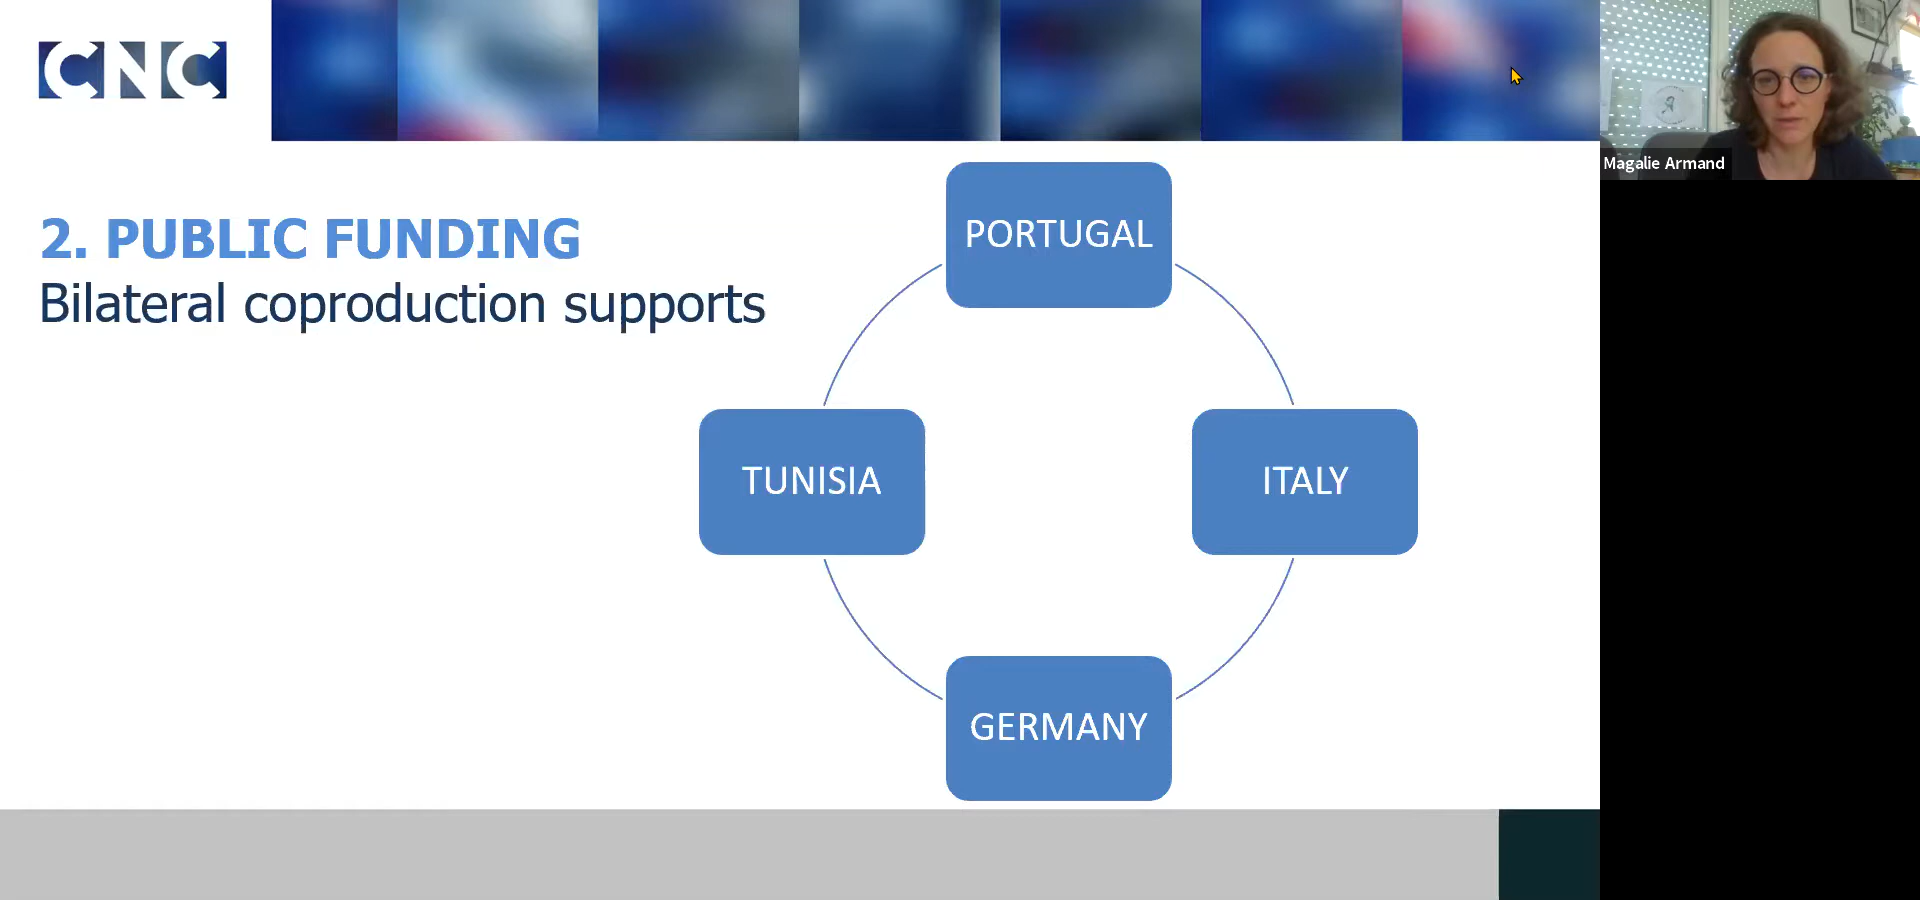 CNC
Magalie Armand
2. PUBLIC FUNDING
Bilateral coproduction supports
PORTUGAL
TUNISIA
ITALY
GERMANY